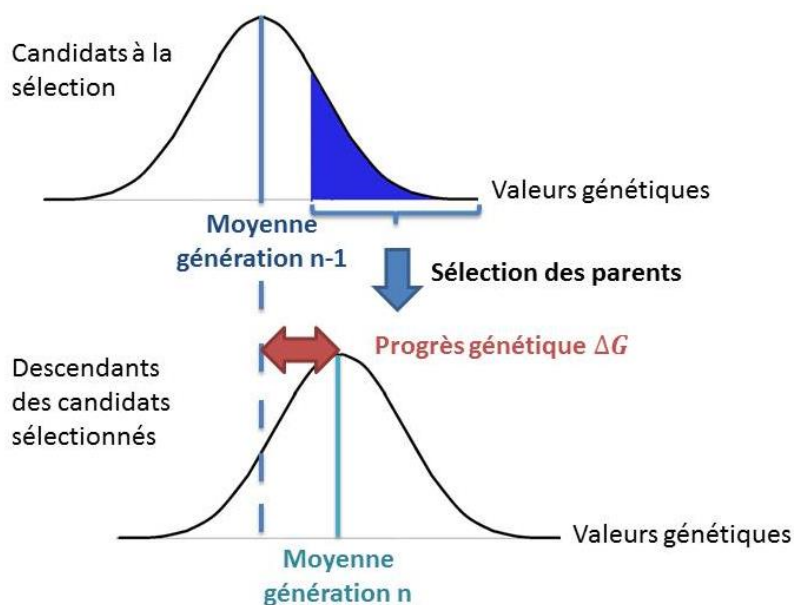 Candidats à la
sélection
Valeurs génétiques
Moyenne
génération n-1
Sélection des parents
Progrès génétique ΔG
Descendants
des candidats
sélectionnés
Valeurs génétiques
Moyenne
génération n